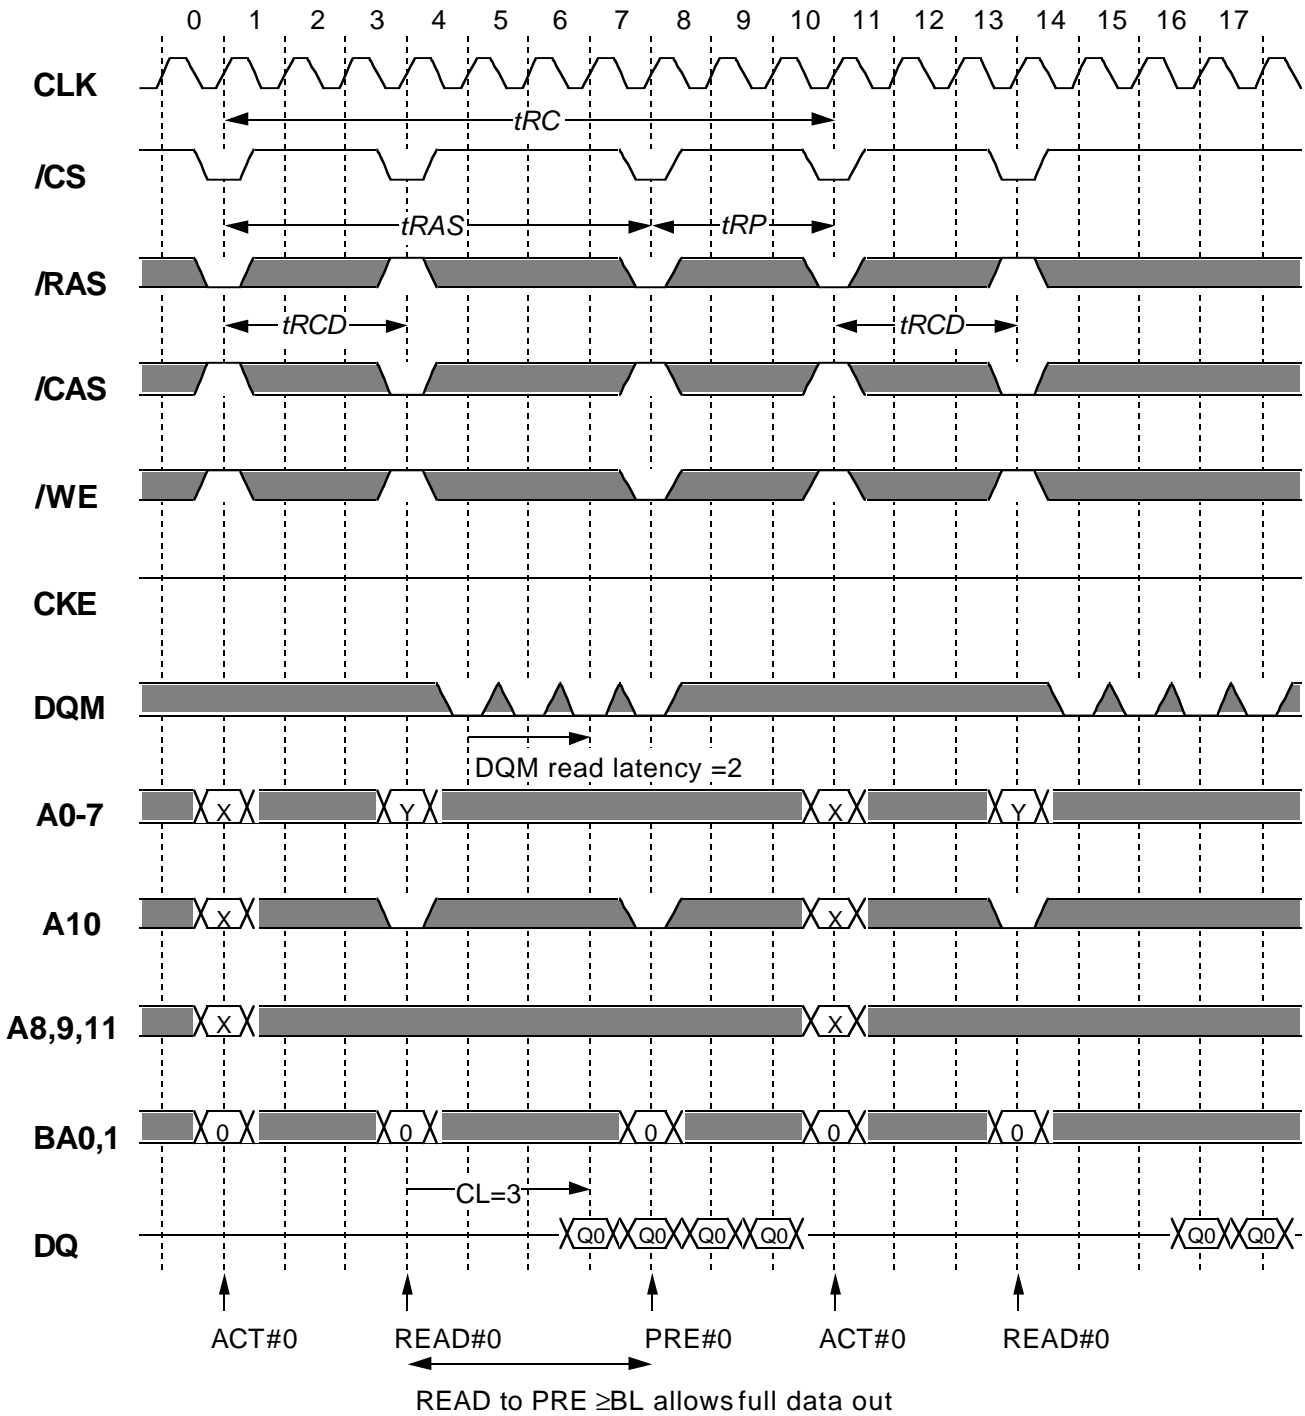 0 1 2 3 4 5 6 7 8 9 10 11 12 13 14 15 16 17
CLK
tRC
/CS
tRAS tRP
/RAS
tRCD tRCD
/CAS
/WE
CKE
DQM
DQM read latency =2
A0-7 X Y X Y
A10 X X
A8,9,11 X X
BA0,1 0 0 0 0 0
CL=3
DQ Q0 Q0 Q0 Q0 Q0 Q0
ACT#0 READ#0 PRE#0 ACT#0 READ#0
READ to PRE ≥BL allows full data out